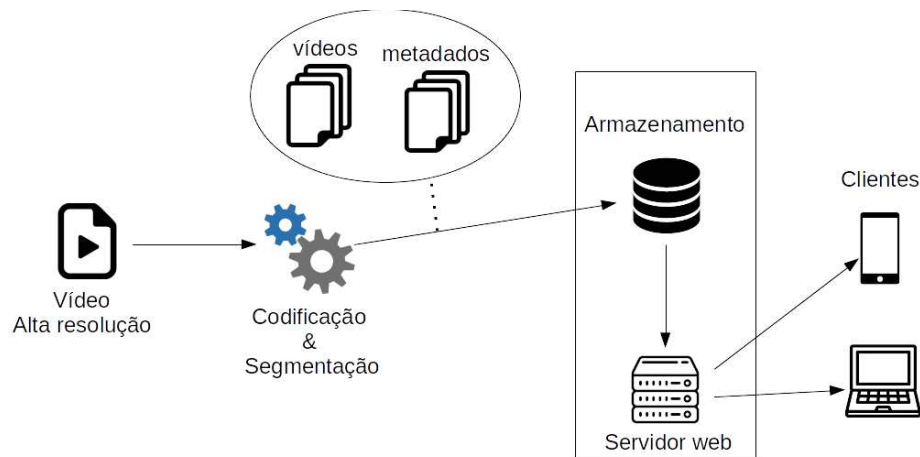 vídeos
metadados
Armazenamento
Clientes
Vídeo
Alta resolução
Codificação
&
Segmentação
Servidor web